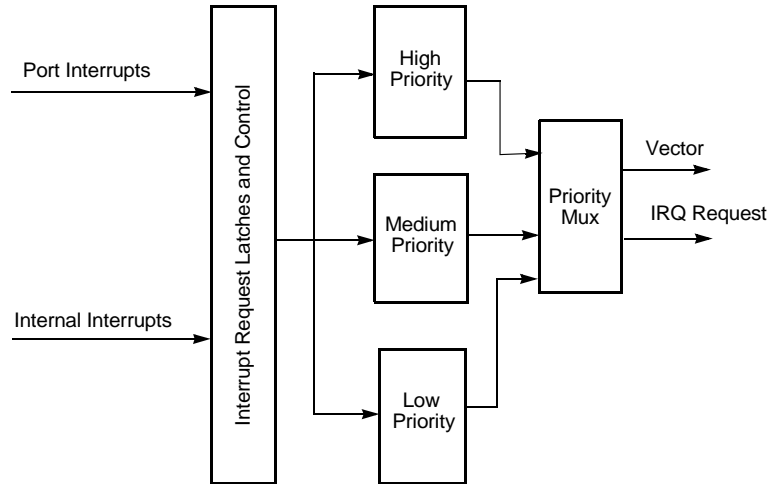 Port Interrupts
Internal Interrupts
Interrupt Request Latches and Control
High
Priority
Medium
Priority
Low
Priority
Priority
Mux
Vector
IRQ Request